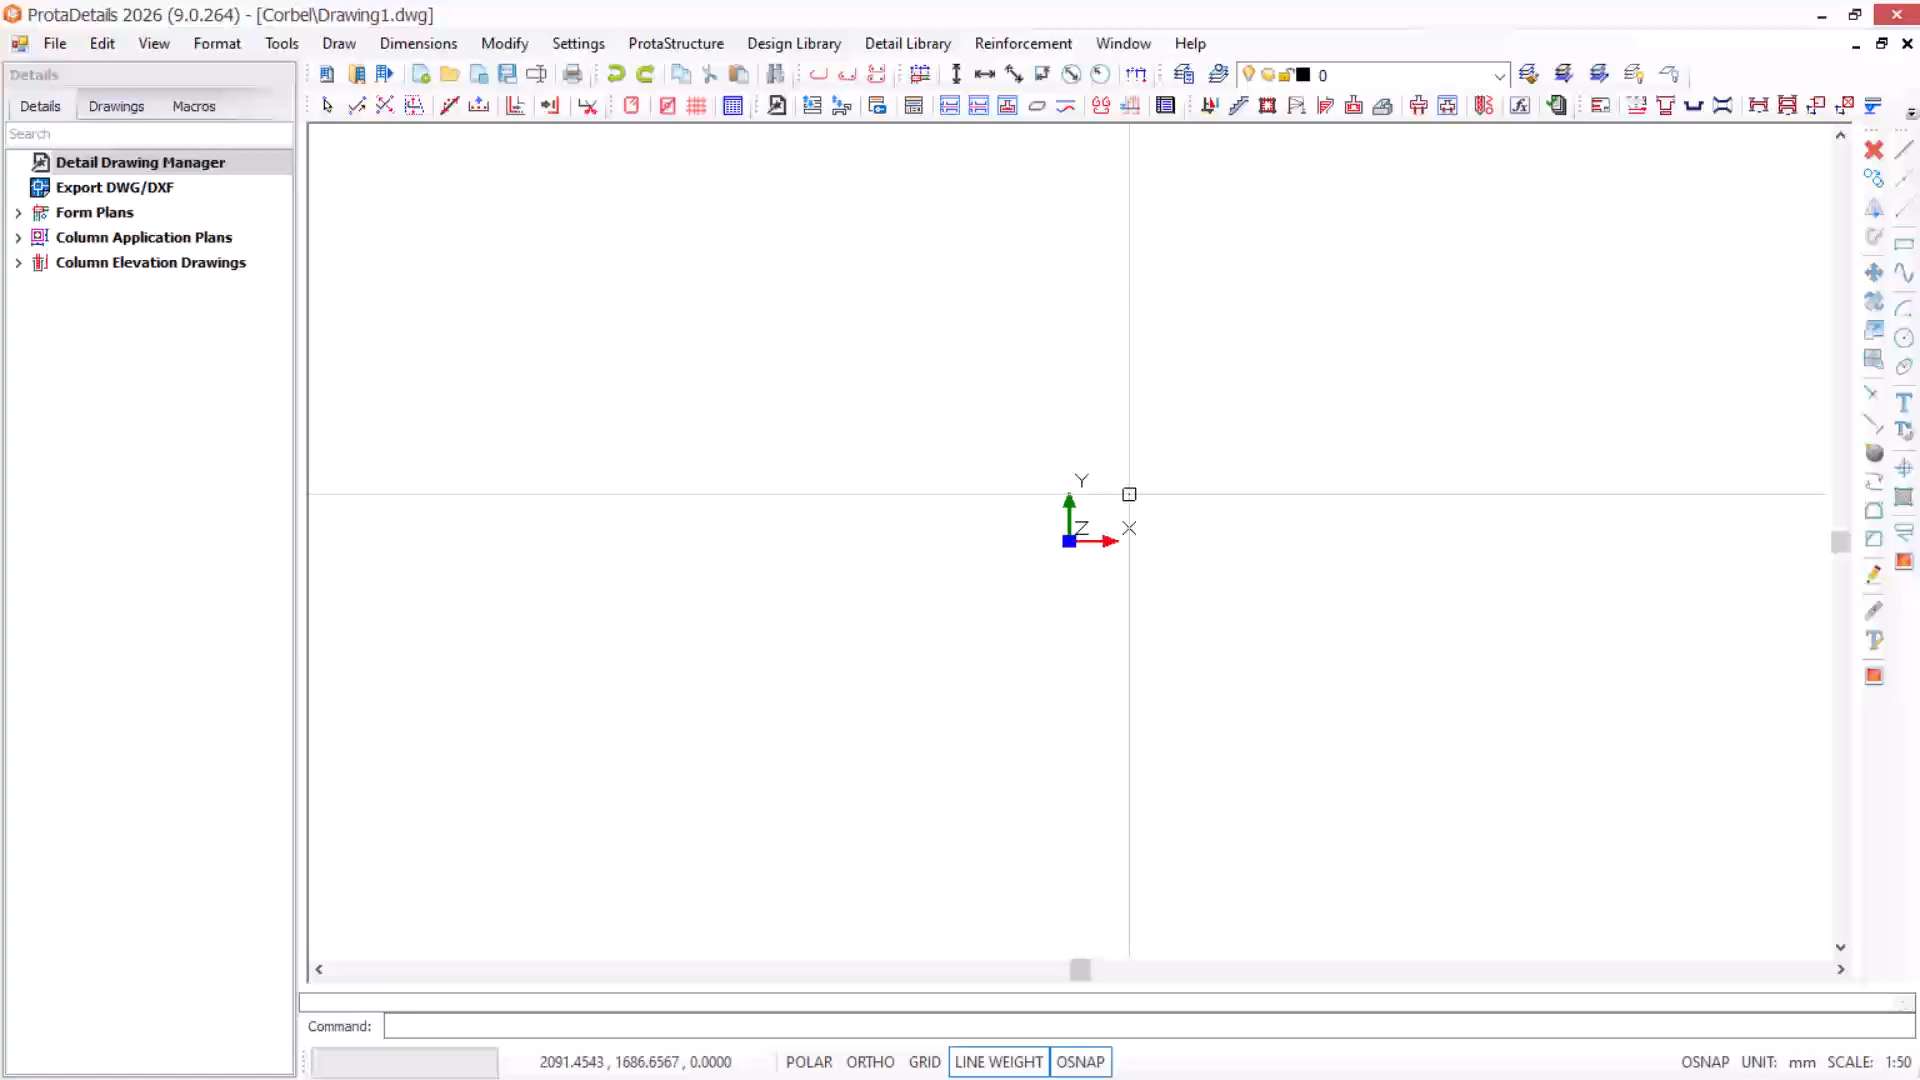 ProtaDetails 2026 (9.0.264) - [Corbel\Drawing1.dwg]
File Edit View Format Tools Draw Dimensions Modify Settings ProtaStructure Design Library Detail Library Reinforcement Window Help
Details
0
Details Drawings Macros
Search
Detail Drawing Manager
Export DWG/DXF
Form Plans
Column Application Plans
Column Elevation Drawings
Y
Z X
Command:
2091.4543 , 1686.6567 , 0.0000 POLAR ORTHO GRID LINE WEIGHT OSNAP OSNAP UNIT: mm SCALE: 1:50